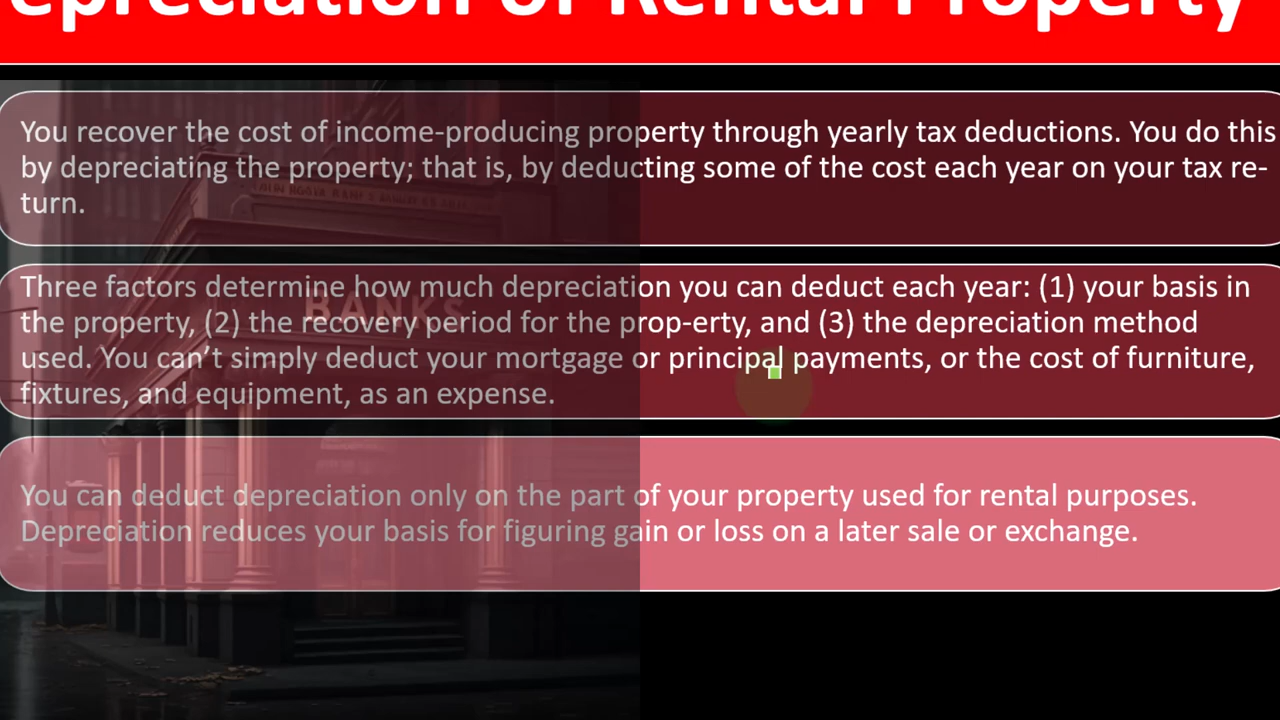 epreciation of Rental Property
You recover the cost of income-producing property through yearly tax deductions. You do this
by depreciating the property; that is, by deducting some of the cost each year on your tax re-
turn.
Three factors determine how much depreciation you can deduct each year: (1) your basis in
the property, (2) the recovery period for the prop-erty, and (3) the depreciation method
used. You can’t simply deduct your mortgage or principal payments, or the cost of furniture,
fixtures, and equipment, as an expense.
BANKS
You can deduct depreciation only on the part of your property used for rental purposes.
Depreciation reduces your basis for figuring gain or loss on a later sale or exchange.